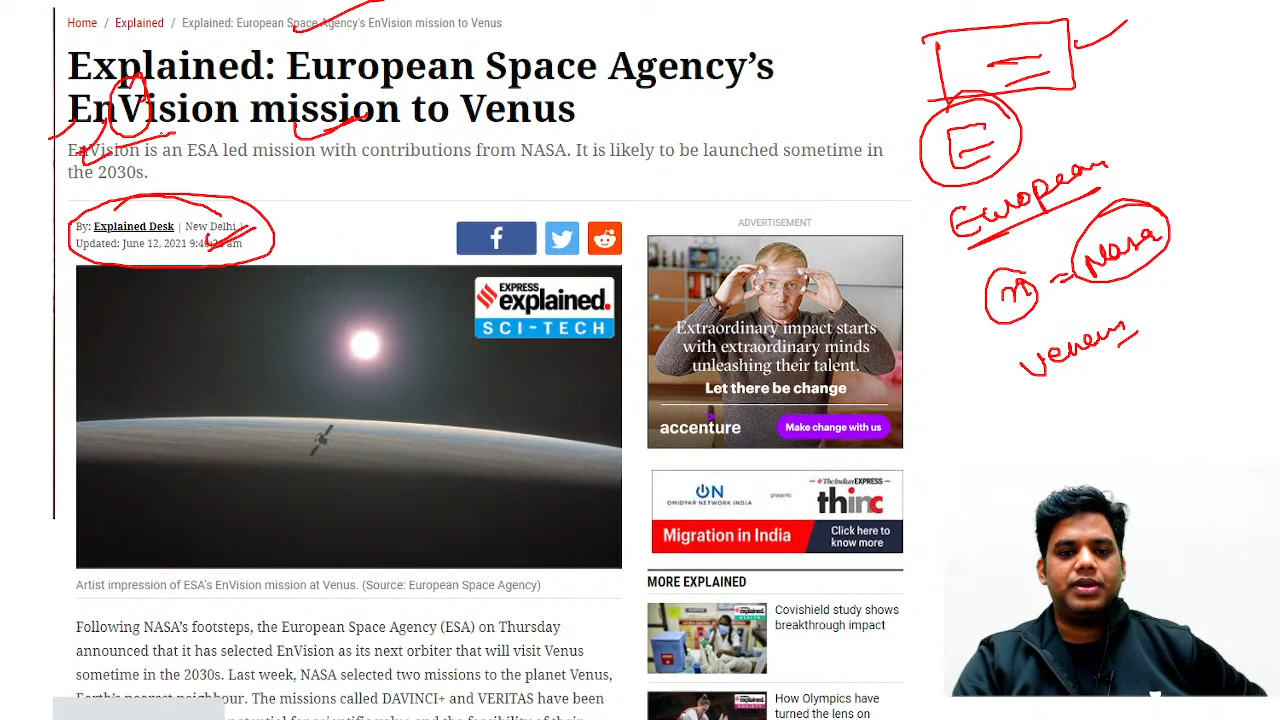 Home / Explained / Explained: European Space Agency's EnVision mission to Venus
Explained: European Space Agency's
EnVision mission to Venus
EnVision is an ESA led mission with contributions from NASA. It is likely to be launched sometime in
the 2030s.
By: Explained Desk | New Delhi |
Updated: June 12, 2021 am
EXPRESS
explained.
SCI-TECH
Artist impression of ESA's EnVision mission at Venus. (Source: European Space Agency)
Following NASA's footsteps, the European Space Agency (ESA) on Thursday
announced that it has selected EnVision as its next orbiter that will visit Venus
sometime in the 2030s. Last week, NASA selected two missions to the planet Venus,
Earth's nearest neighbour. The missions called DAVINCI+ and VERITAS have been
ADVERTISEMENT
Extraordinary impact starts
with extraordinary minds
unleashing their talent.
Let there be change
accenture
Make change with us
ON
OMIDYAR NETWORK INDIA
presents
The Indian EXPRESS
thinc
Migration in India
Click here to
know more
MORE EXPLAINED
Covishield study shows
breakthrough impact
How Olympics have
turned the lens on
E
European
m = Nasa
Venus